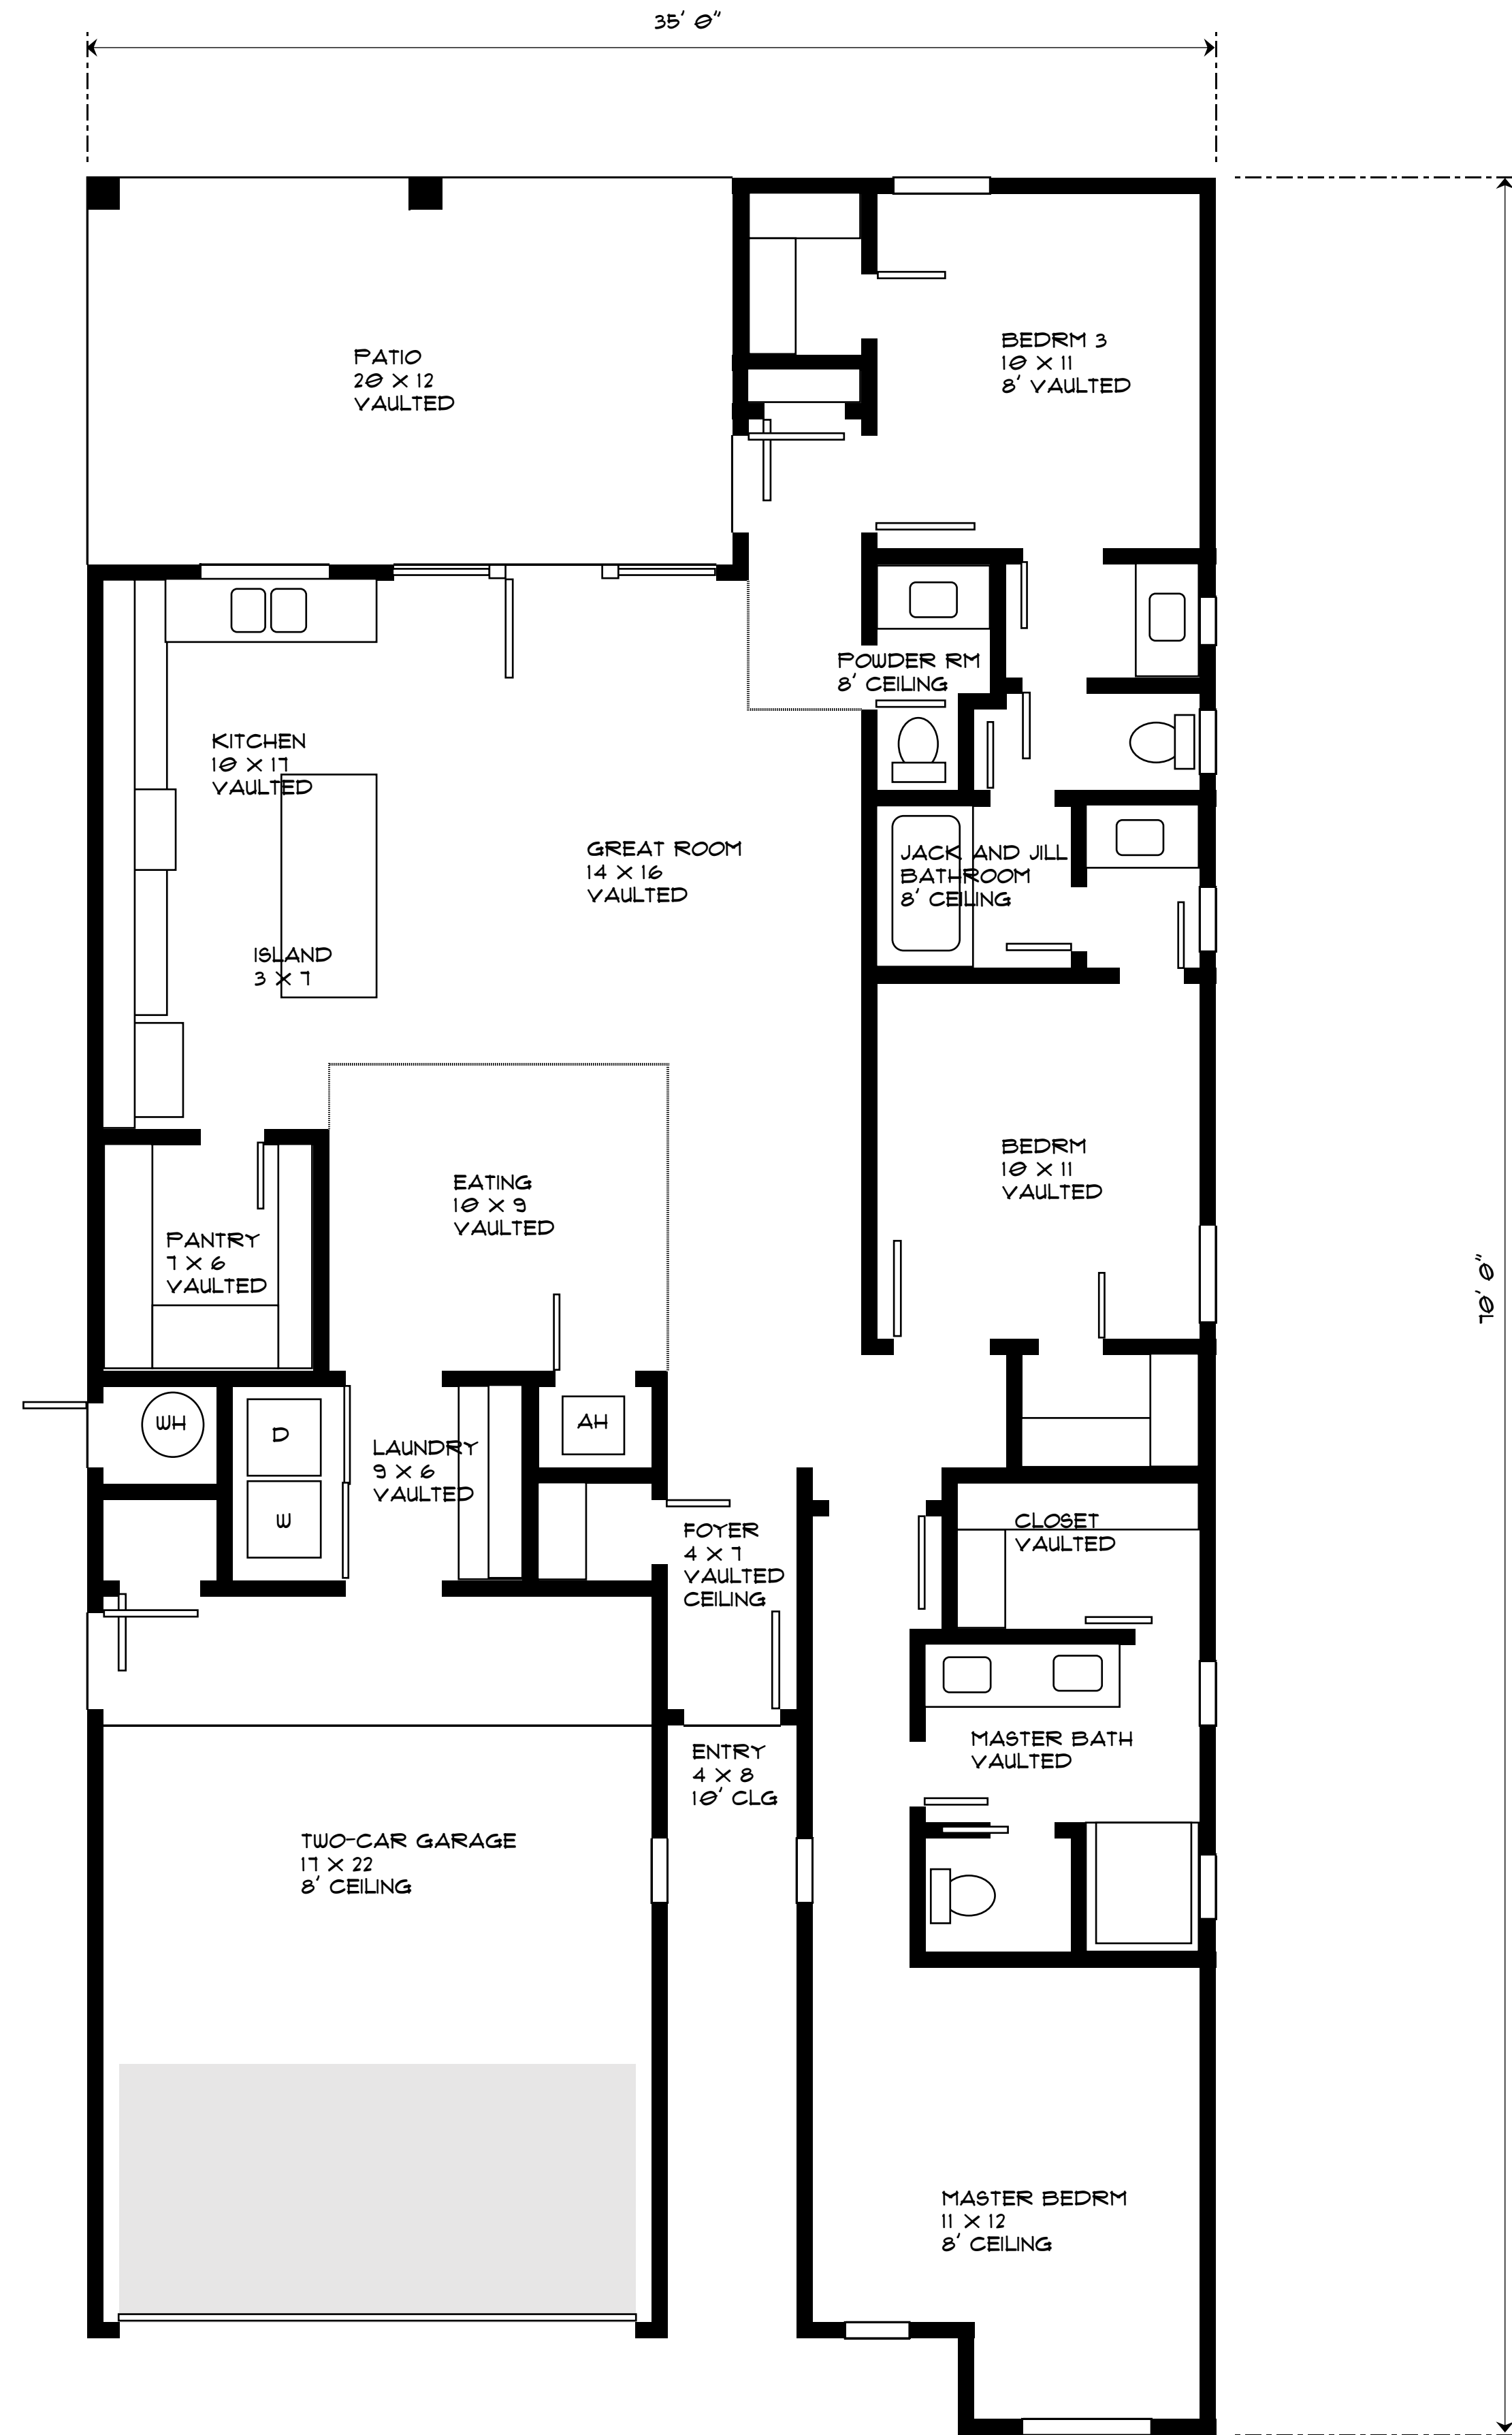 35' 0"
BEDRM 3
10 X 11
8' VAULTED
PATIO
20 X 12
VAULTED
POWDER RM
8' CEILING
KITCHEN
10 X 17
VAULTED
GREAT ROOM
14 X 16
VAULTED
JACK AND JILL
BATHROOM
8' CEILING
ISLAND
3 X 7
BEDRM
10 X 11
VAULTED
EATING
10 X 9
VAULTED
PANTRY
7 X 6
VAULTED
70' 0"
WH
D
AH
LAUNDRY
9 X 6
VAULTED
W
FOYER
4 X 7
VAULTED
CEILING
CLOSET
VAULTED
MASTER BATH
VAULTED
ENTRY
4 X 8
10' CLG
TWO-CAR GARAGE
17 X 22
8' CEILING
MASTER BEDRM
11 X 12
8' CEILING